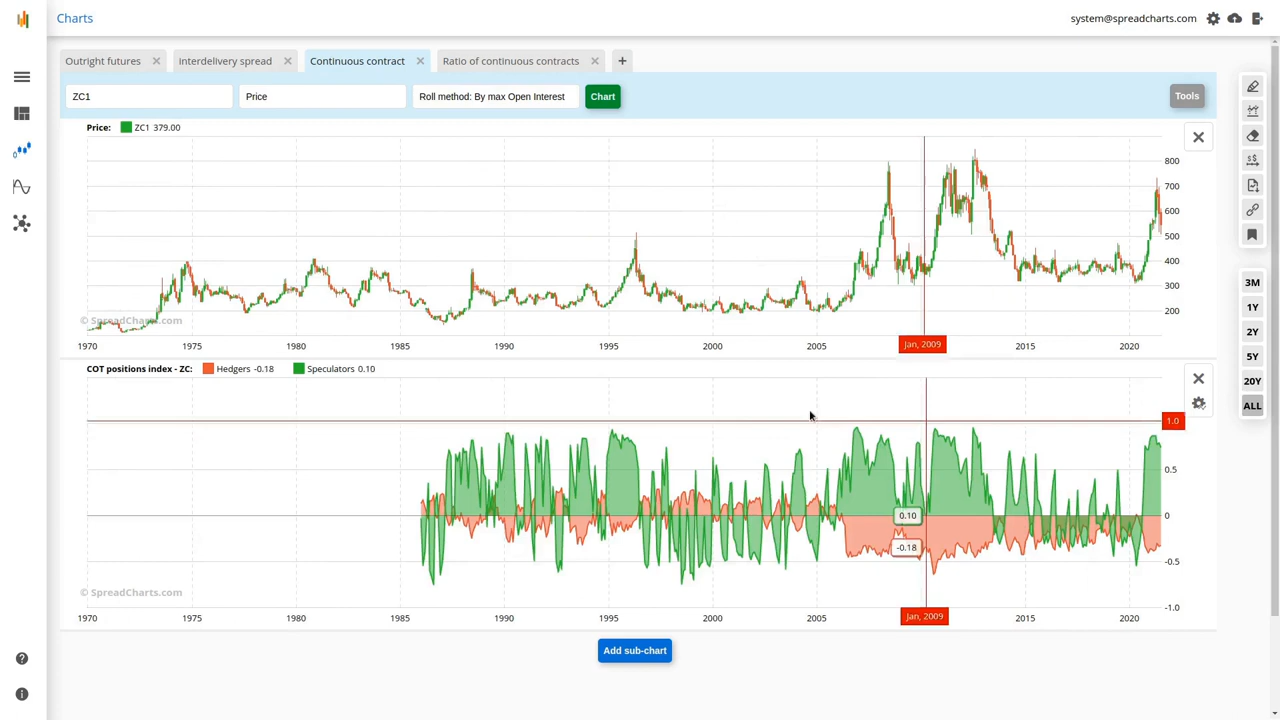 Charts
system@spreadcharts.com
Outright futures
Interdelivery spread
Continuous contract
Ratio of continuous contracts
+
ZC1
Price
Roll method: By max Open Interest
Chart
Tools
Price: ZC1 379.00
800
700
600
500
400
300
200
© SpreadCharts.com
1970 1975 1980 1985 1990 1995 2000 2005 Jan, 2009 2015 2020
3M
1Y
2Y
5Y
20Y
ALL
COT positions index - ZC: Hedgers -0.18 Speculators 0.10
1.0
0.5
0
-0.5
-1.0
0.10
-0.18
© SpreadCharts.com
1970 1975 1980 1985 1990 1995 2000 2005 Jan, 2009 2015 2020
Add sub-chart